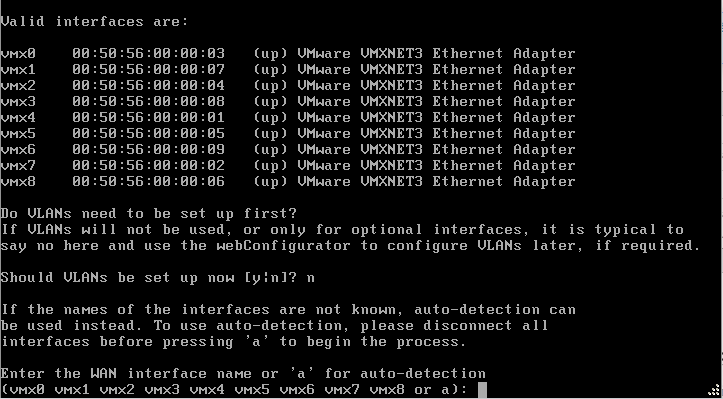 Valid interfaces are:
vmx0 00:50:56:00:00:03 (up) VMware VMXNET3 Ethernet Adapter
vmx1 00:50:56:00:00:07 (up) VMware VMXNET3 Ethernet Adapter
vmx2 00:50:56:00:00:04 (up) VMware VMXNET3 Ethernet Adapter
vmx3 00:50:56:00:00:08 (up) VMware VMXNET3 Ethernet Adapter
vmx4 00:50:56:00:00:01 (up) VMware VMXNET3 Ethernet Adapter
vmx5 00:50:56:00:00:05 (up) VMware VMXNET3 Ethernet Adapter
vmx6 00:50:56:00:00:09 (up) VMware VMXNET3 Ethernet Adapter
vmx7 00:50:56:00:00:02 (up) VMware VMXNET3 Ethernet Adapter
vmx8 00:50:56:00:00:06 (up) VMware VMXNET3 Ethernet Adapter
Do VLANs need to be set up first?
If VLANs will not be used, or only for optional interfaces, it is typical to
say no here and use the webConfigurator to configure VLANs later, if required.
Should VLANs be set up now [y|n]? n
If the names of the interfaces are not known, auto-detection can
be used instead. To use auto-detection, please disconnect all
interfaces before pressing 'a' to begin the process.
Enter the WAN interface name or 'a' for auto-detection
(vmx0 vmx1 vmx2 vmx3 vmx4 vmx5 vmx6 vmx7 vmx8 or a):